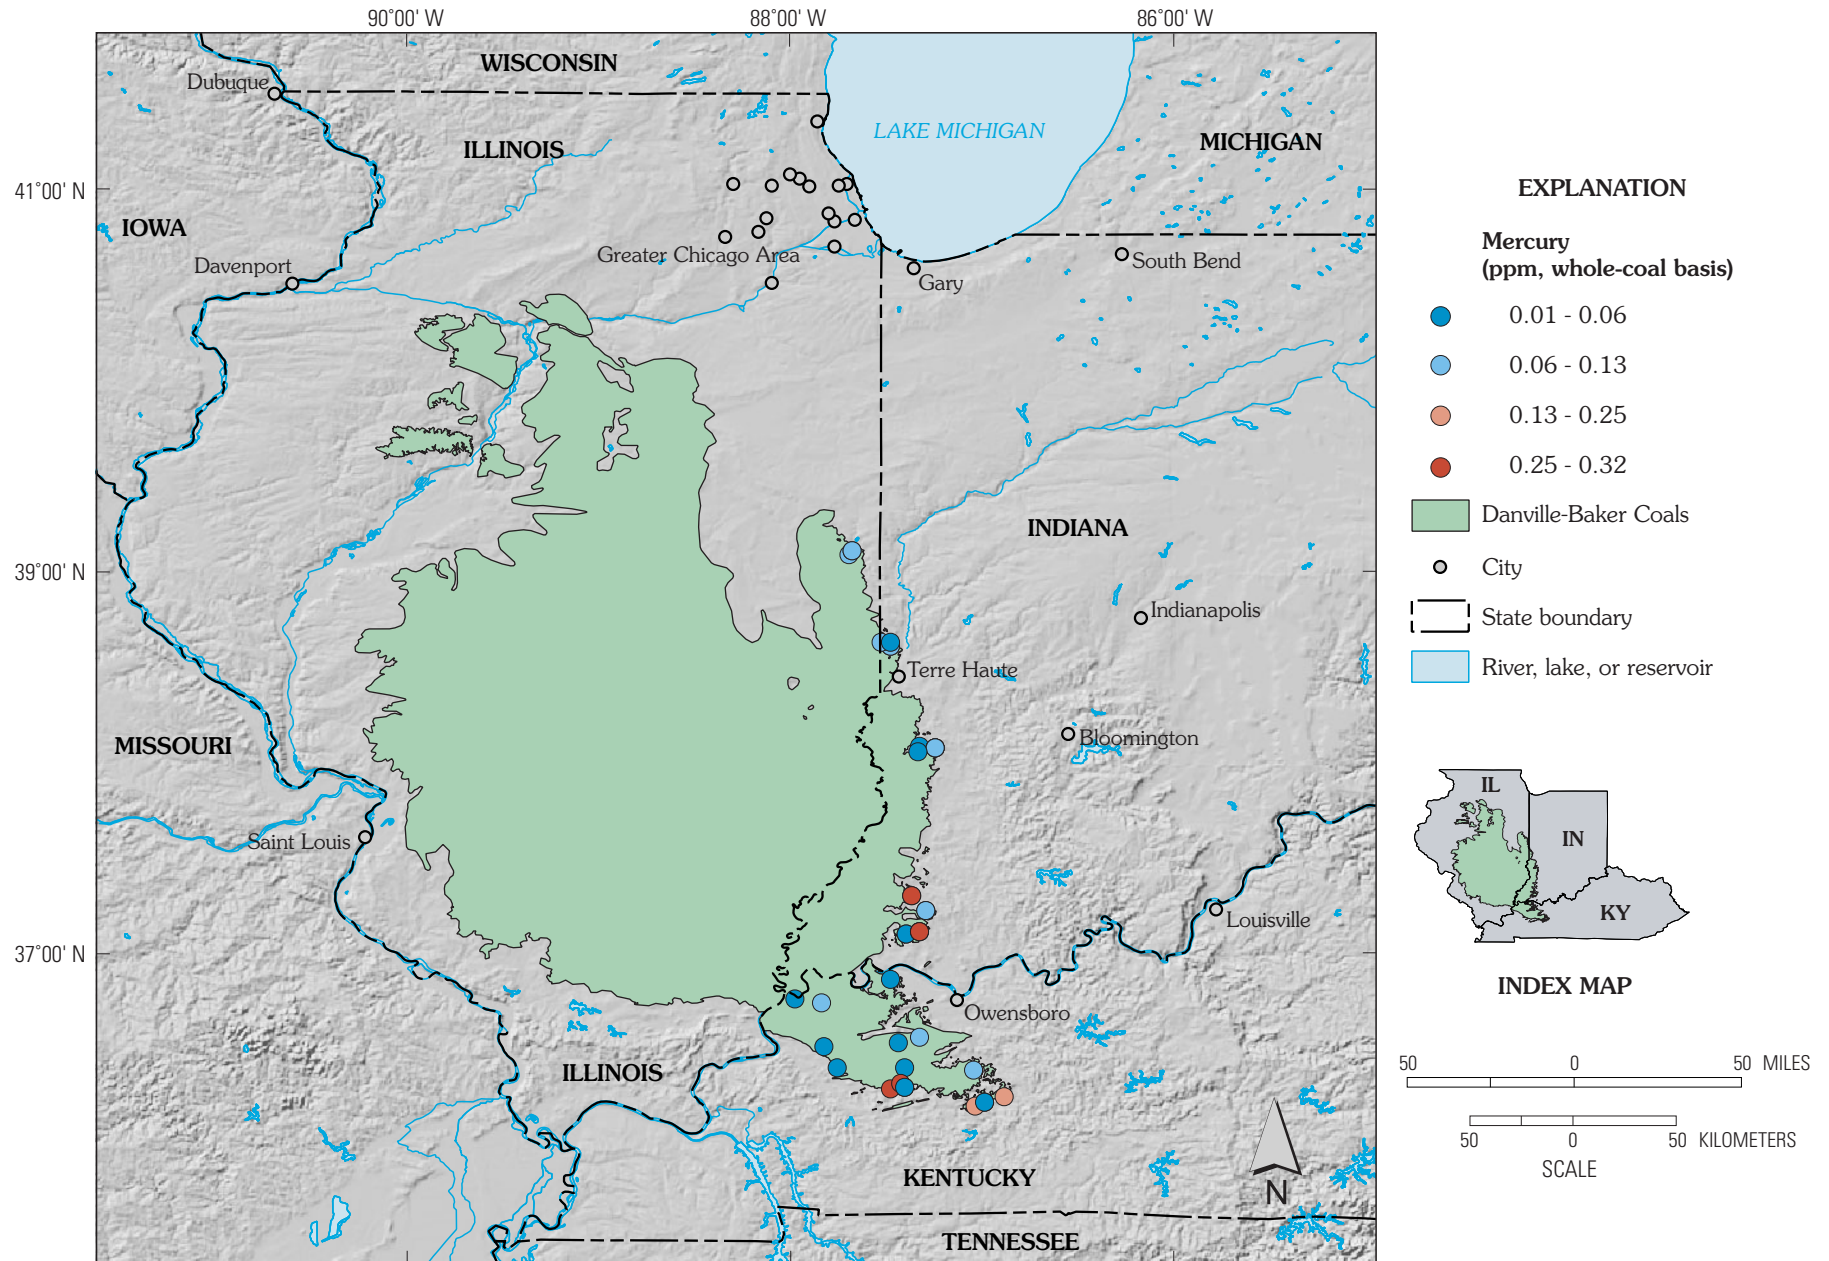 90°00' W
88°00' W
86°00' W
WISCONSIN
Dubuque
LAKE MICHIGAN
ILLINOIS
MICHIGAN
41°00' N
IOWA
Greater Chicago Area
Davenport
South Bend
Gary
INDIANA
39°00' N
Indianapolis
Terre Haute
MISSOURI
Bloomington
Saint Louis
Louisville
37°00' N
Owensboro
ILLINOIS
KENTUCKY
N
TENNESSEE
EXPLANATION
Mercury
(ppm, whole-coal basis)
0.01 - 0.06
0.06 - 0.13
0.13 - 0.25
0.25 - 0.32
Danville-Baker Coals
City
State boundary
River, lake, or reservoir
IL
IN
KY
INDEX MAP
50 0 50 MILES
50 0 50 KILOMETERS
SCALE